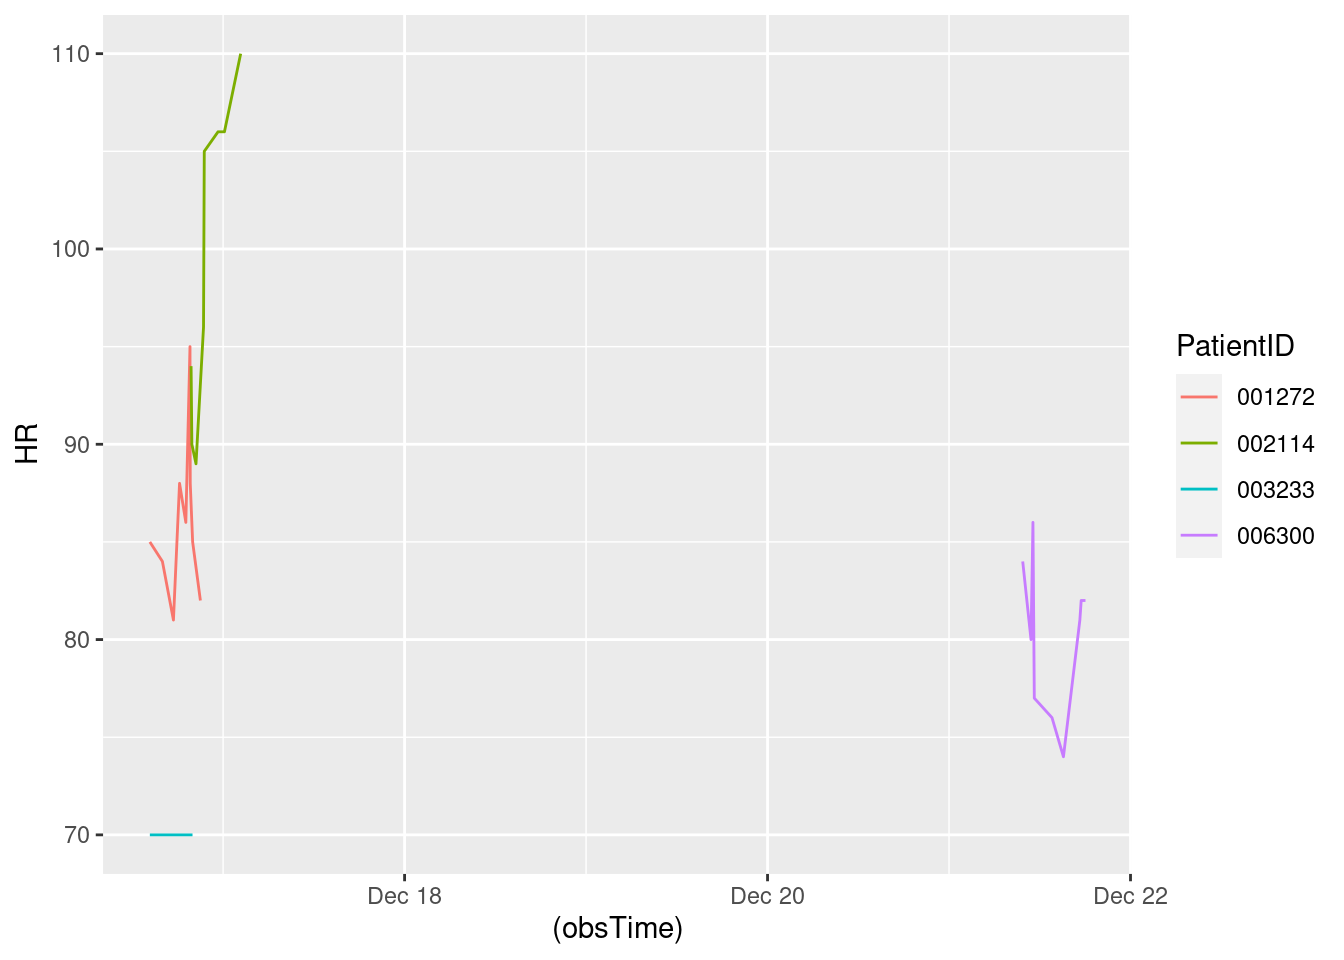 110
100
90
80
70
HR
Dec 18
Dec 20
Dec 22
(obsTime)
PatientID
001272
002114
003233
006300